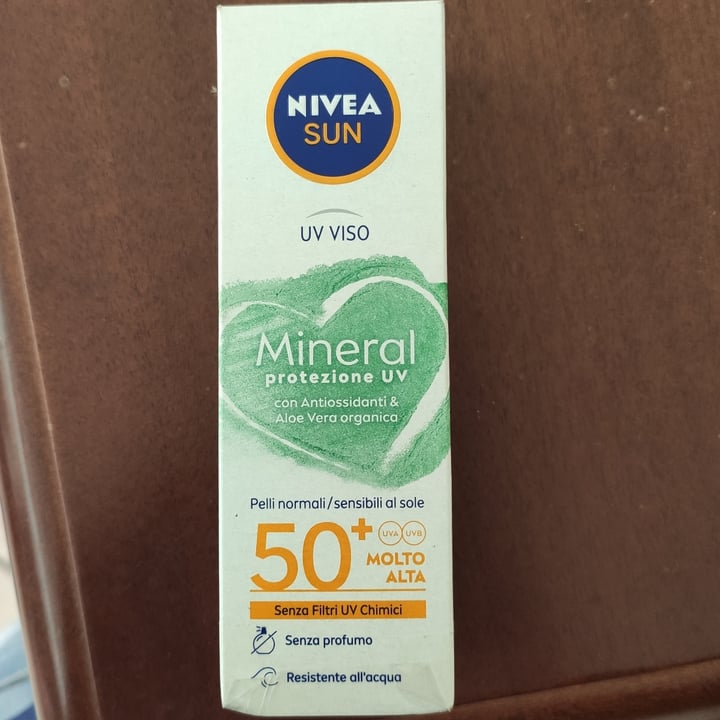 NIVEA
SUN
UV VISO
Mineral
protezione UV
con Antiossidanti &
Aloe Vera organica
Pelli normali/sensibili al sole
50+
UVA UVB
MOLTO
ALTA
Senza Filtri UV Chimici
Senza profumo
Resistente all'acqua